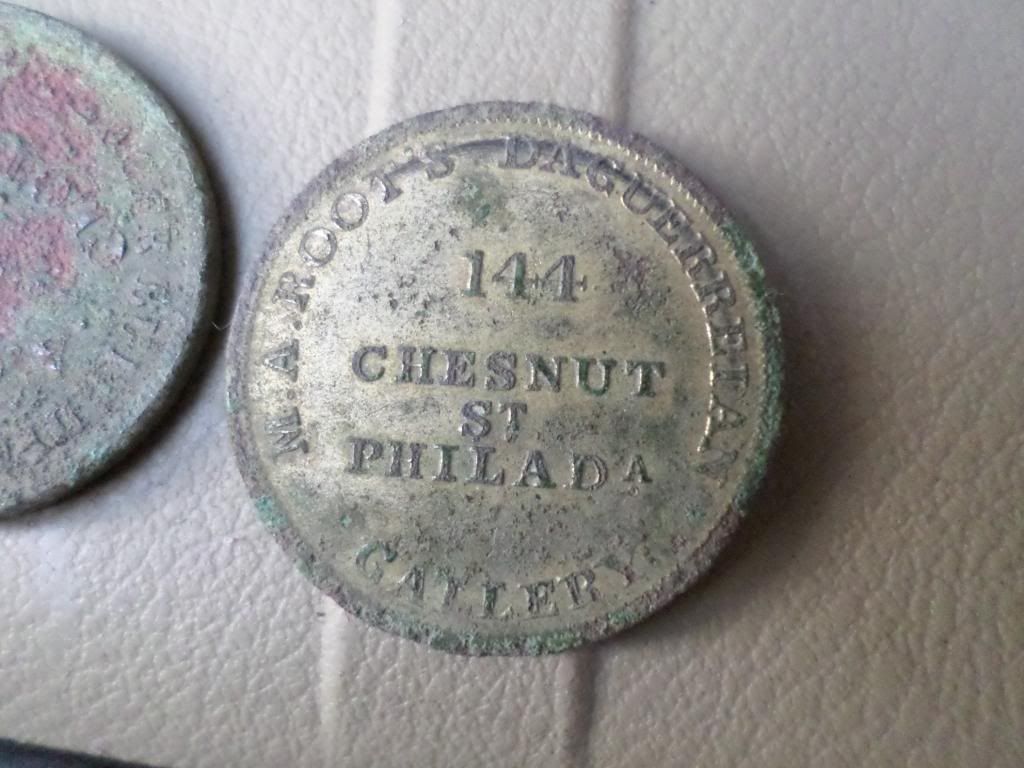 M.A.ROOT'S DAGUERREIAN
144
CHESNUT
ST
PHILADA
GALLERY.